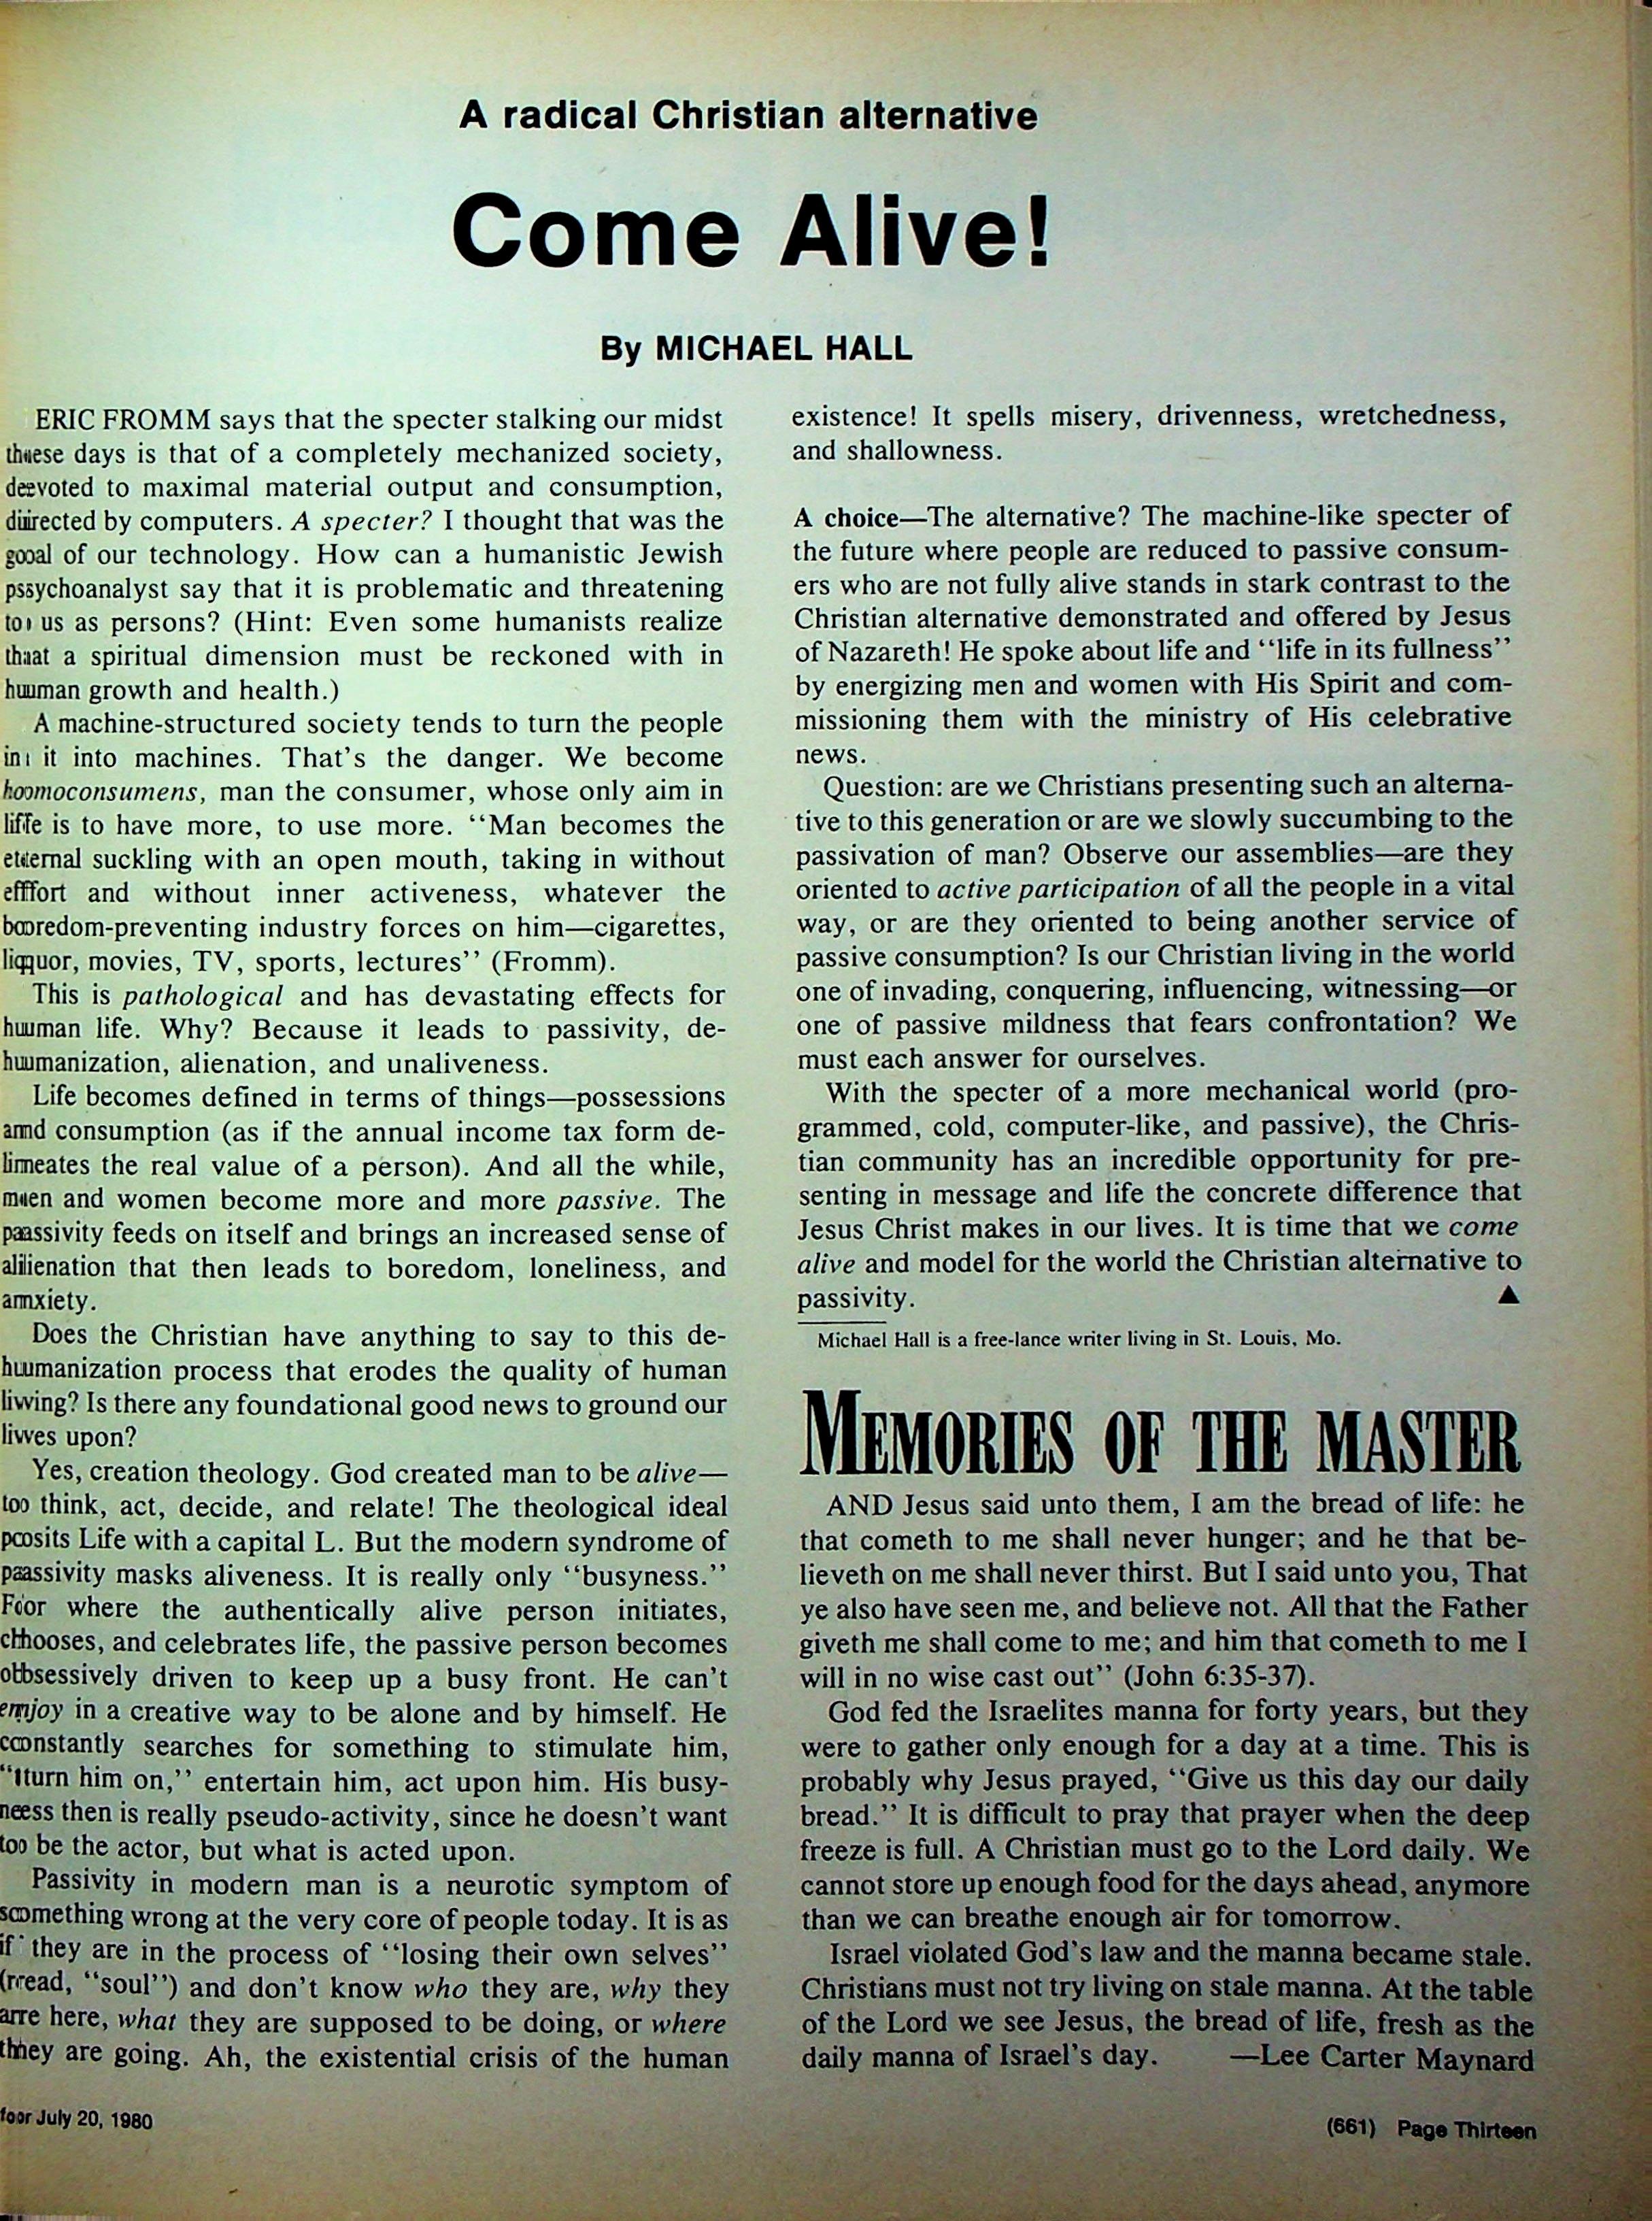 A radical Christian alternative
Come Alive!
By MICHAEL HALL
ERIC FROMM says that the specter stalking our midst
these days is that of a completely mechanized society,
devoted to maximal material output and consumption,
directed by computers. A specter? I thought that was the
goal of our technology. How can a humanistic Jewish
psychoanalyst say that it is problematic and threatening
to us as persons? (Hint: Even some humanists realize
that a spiritual dimension must be reckoned with in
human growth and health.)
A machine-structured society tends to turn the people
in it into machines. That's the danger. We become
homoconsumens, man the consumer, whose only aim in
life is to have more, to use more. "Man becomes the
eternal suckling with an open mouth, taking in without
effort and without inner activeness, whatever the
boredom-preventing industry forces on him—cigarettes,
liquor, movies, TV, sports, lectures" (Fromm).
This is pathological and has devastating effects for
human life. Why? Because it leads to passivity, de-
humanization, alienation, and unaliveness.
Life becomes defined in terms of things—possessions
and consumption (as if the annual income tax form de-
lineates the real value of a person). And all the while,
men and women become more and more passive. The
passivity feeds on itself and brings an increased sense of
alienation that then leads to boredom, loneliness, and
anxiety.
Does the Christian have anything to say to this de-
humanization process that erodes the quality of human
living? Is there any foundational good news to ground our
lives upon?
Yes, creation theology. God created man to be alive—
to think, act, decide, and relate! The theological ideal
posits Life with a capital L. But the modern syndrome of
passivity masks aliveness. It is really only "busyness."
For where the authentically alive person initiates,
chooses, and celebrates life, the passive person becomes
obsessively driven to keep up a busy front. He can't
enjoy in a creative way to be alone and by himself. He
constantly searches for something to stimulate him,
"turn him on," entertain him, act upon him. His busy-
ness then is really pseudo-activity, since he doesn't want
to be the actor, but what is acted upon.
Passivity in modern man is a neurotic symptom of
something wrong at the very core of people today. It is as
if they are in the process of "losing their own selves"
(read, "soul") and don't know who they are, why they
are here, what they are supposed to be doing, or where
they are going. Ah, the existential crisis of the human
existence! It spells misery, drivenness, wretchedness,
and shallowness.
A choice—The alternative? The machine-like specter of
the future where people are reduced to passive consum-
ers who are not fully alive stands in stark contrast to the
Christian alternative demonstrated and offered by Jesus
of Nazareth! He spoke about life and "life in its fullness"
by energizing men and women with His Spirit and com-
missioning them with the ministry of His celebrative
news.
Question: are we Christians presenting such an alterna-
tive to this generation or are we slowly succumbing to the
passivation of man? Observe our assemblies—are they
oriented to active participation of all the people in a vital
way, or are they oriented to being another service of
passive consumption? Is our Christian living in the world
one of invading, conquering, influencing, witnessing—or
one of passive mildness that fears confrontation? We
must each answer for ourselves.
With the specter of a more mechanical world (pro-
grammed, cold, computer-like, and passive), the Chris-
tian community has an incredible opportunity for pre-
senting in message and life the concrete difference that
Jesus Christ makes in our lives. It is time that we come
alive and model for the world the Christian alternative to
passivity. ▲
Michael Hall is a free-lance writer living in St. Louis, Mo.
MEMORIES OF THE MASTER
AND Jesus said unto them, I am the bread of life: he
that cometh to me shall never hunger; and he that be-
lieveth on me shall never thirst. But I said unto you, That
ye also have seen me, and believe not. All that the Father
giveth me shall come to me; and him that cometh to me I
will in no wise cast out" (John 6:35-37).
God fed the Israelites manna for forty years, but they
were to gather only enough for a day at a time. This is
probably why Jesus prayed, "Give us this day our daily
bread." It is difficult to pray that prayer when the deep
freeze is full. A Christian must go to the Lord daily. We
cannot store up enough food for the days ahead, anymore
than we can breathe enough air for tomorrow.
Israel violated God's law and the manna became stale.
Christians must not try living on stale manna. At the table
of the Lord we see Jesus, the bread of life, fresh as the
daily manna of Israel's day. —Lee Carter Maynard
for July 20, 1980
(661) Page Thirteen